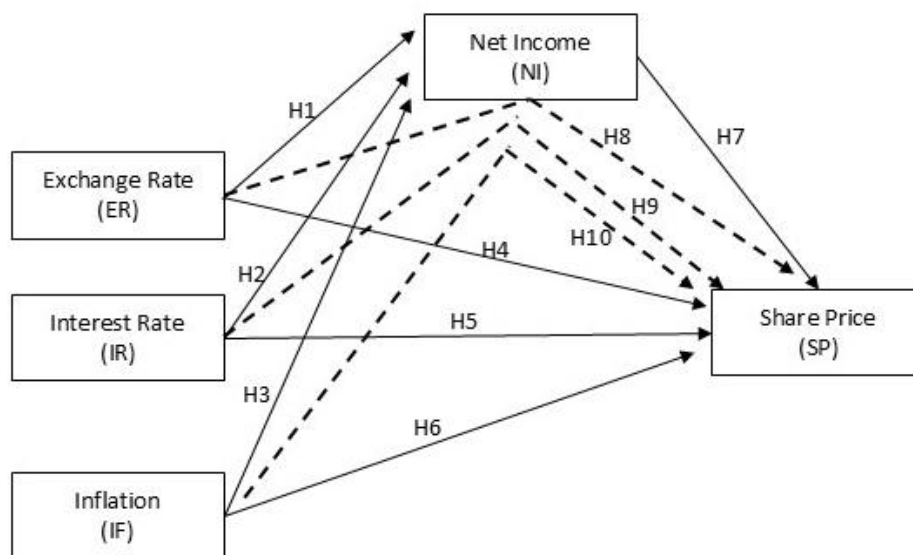 Net Income
(NI)
H1
H8
H7
Exchange Rate
(ER)
H9
H10
H4
H2
Interest Rate
(IR)
H5
Share Price
(SP)
H3
H6
Inflation
(IF)